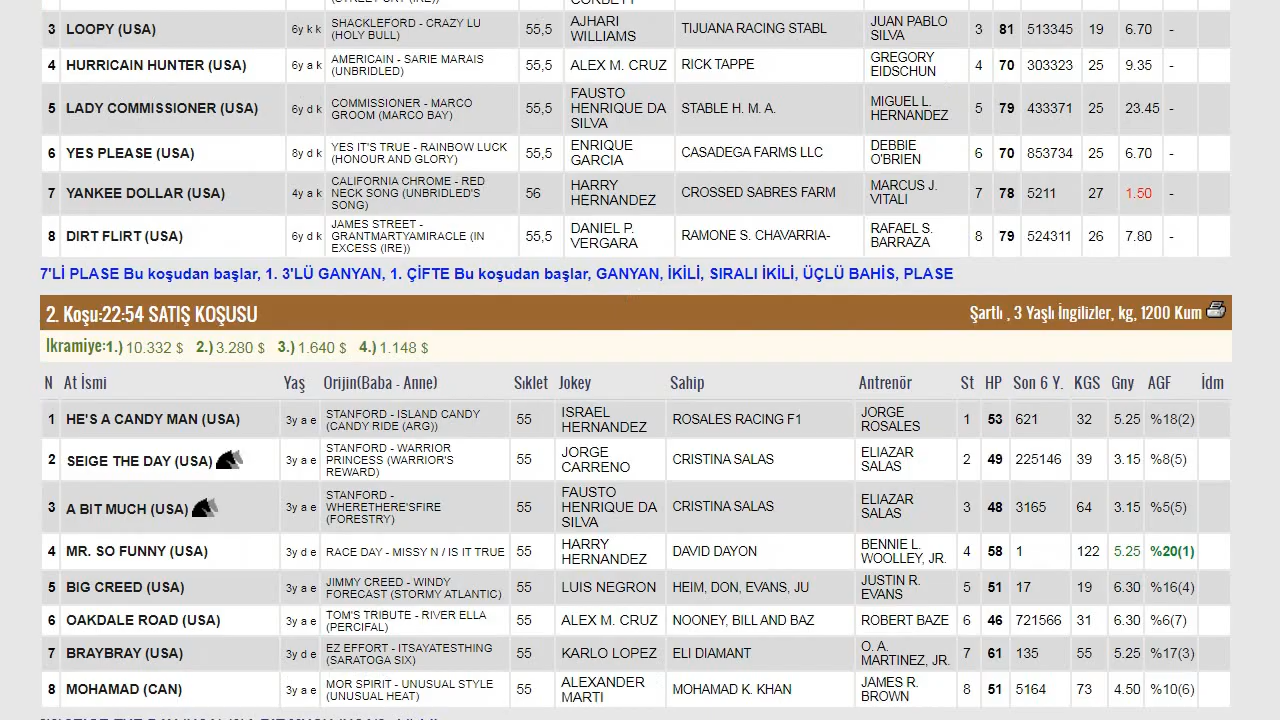 3 LOOPY (USA) 6y k k SHACKLEFORD - CRAZY LU (HOLY BULL) 55,5 AJHARI WILLIAMS TIJUANA RACING STABL JUAN PABLO SILVA 3 81 513345 19 6.70 -
4 HURRICAIN HUNTER (USA) 6y a k AMERICAIN - SARIE MARAIS (UNBRIDLED) 55,5 ALEX M. CRUZ RICK TAPPE GREGORY EIDSCHUN 4 70 303323 25 9.35 -
5 LADY COMMISSIONER (USA) 6y d k COMMISSIONER - MARCO GROOM (MARCO BAY) 55,5 FAUSTO HENRIQUE DA SILVA STABLE H. M. A. MIGUEL L. HERNANDEZ 5 79 433371 25 23.45 -
6 YES PLEASE (USA) 8y d k YES IT'S TRUE - RAINBOW LUCK (HONOUR AND GLORY) 55,5 ENRIQUE GARCIA CASADEGA FARMS LLC DEBBIE O'BRIEN 6 70 853734 25 6.70 -
7 YANKEE DOLLAR (USA) 4y a k CALIFORNIA CHROME - RED NECK SONG (UNBRIDLED'S SONG) 56 HARRY HERNANDEZ CROSSED SABRES FARM MARCUS J. VITALI 7 78 5211 27 1.50 -
8 DIRT FLIRT (USA) 6y d k JAMES STREET - GRANTMARTYAMIRACLE (IN EXCESS (IRE)) 55,5 DANIEL P. VERGARA RAMONE S. CHAVARRIA- RAFAEL S. BARRAZA 8 79 524311 26 7.80 -
7'Lİ PLASE Bu koşudan başlar, 1. 3'LÜ GANYAN, 1. ÇİFTE Bu koşudan başlar, GANYAN, İKİLİ, SIRALI İKİLİ, ÜÇLÜ BAHİS, PLASE
2. Koşu:22:54 SATIŞ KOŞUSU Şartlı , 3 Yaşlı İngilizler, kg, 1200 Kum
İkramiye:1.) 10.332 $ 2.) 3.280 $ 3.) 1.640 $ 4.) 1.148 $
N At İsmi Yaş Orijin(Baba - Anne) Sıklet Jokey Sahip Antrenör St HP Son 6 Y. KGS Gny AGF İdm
1 HE'S A CANDY MAN (USA) 3y a e STANFORD - ISLAND CANDY (CANDY RIDE (ARG)) 55 ISRAEL HERNANDEZ ROSALES RACING F1 JORGE ROSALES 1 53 621 32 5.25 %18(2)
2 SEIGE THE DAY (USA) 3y a e STANFORD - WARRIOR PRINCESS (WARRIOR'S REWARD) 55 JORGE CARRENO CRISTINA SALAS ELIAZAR SALAS 2 49 225146 39 3.15 %8(5)
3 A BIT MUCH (USA) 3y a e STANFORD - WHERETHERE'SFIRE (FORESTRY) 55 FAUSTO HENRIQUE DA SILVA CRISTINA SALAS ELIAZAR SALAS 3 48 3165 64 3.15 %5(5)
4 MR. SO FUNNY (USA) 3y d e RACE DAY - MISSY N / IS IT TRUE 55 HARRY HERNANDEZ DAVID DAYON BENNIE L. WOOLLEY, JR. 4 58 1 122 5.25 %20(1)
5 BIG CREED (USA) 3y a e JIMMY CREED - WINDY FORECAST (STORMY ATLANTIC) 55 LUIS NEGRON HEIM, DON, EVANS, JU JUSTIN R. EVANS 5 51 17 19 6.30 %16(4)
6 OAKDALE ROAD (USA) 3y a e TOM'S TRIBUTE - RIVER ELLA (PERCIFAL) 55 ALEX M. CRUZ NOONEY, BILL AND BAZ ROBERT BAZE 6 46 721566 31 6.30 %6(7)
7 BRAYBRAY (USA) 3y d e EZ EFFORT - ITSAYATESTHING (SARATOGA SIX) 55 KARLO LOPEZ ELI DIAMANT O. A. MARTINEZ, JR. 7 61 135 55 5.25 %17(3)
8 MOHAMAD (CAN) 3y a e MOR SPIRIT - UNUSUAL STYLE (UNUSUAL HEAT) 55 ALEXANDER MARTI MOHAMAD K. KHAN JAMES R. BROWN 8 51 5164 73 4.50 %10(6)